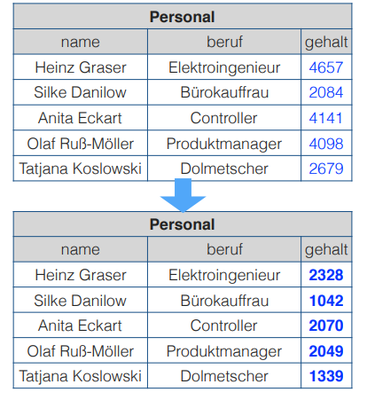 Personal
name beruf gehalt
Heinz Graser Elektroingenieur 4657
Silke Danilow Bürokauffrau 2084
Anita Eckart Controller 4141
Olaf Ruß-Möller Produktmanager 4098
Tatjana Koslowski Dolmetscher 2679
Personal
name beruf gehalt
Heinz Graser Elektroingenieur 2328
Silke Danilow Bürokauffrau 1042
Anita Eckart Controller 2070
Olaf Ruß-Möller Produktmanager 2049
Tatjana Koslowski Dolmetscher 1339